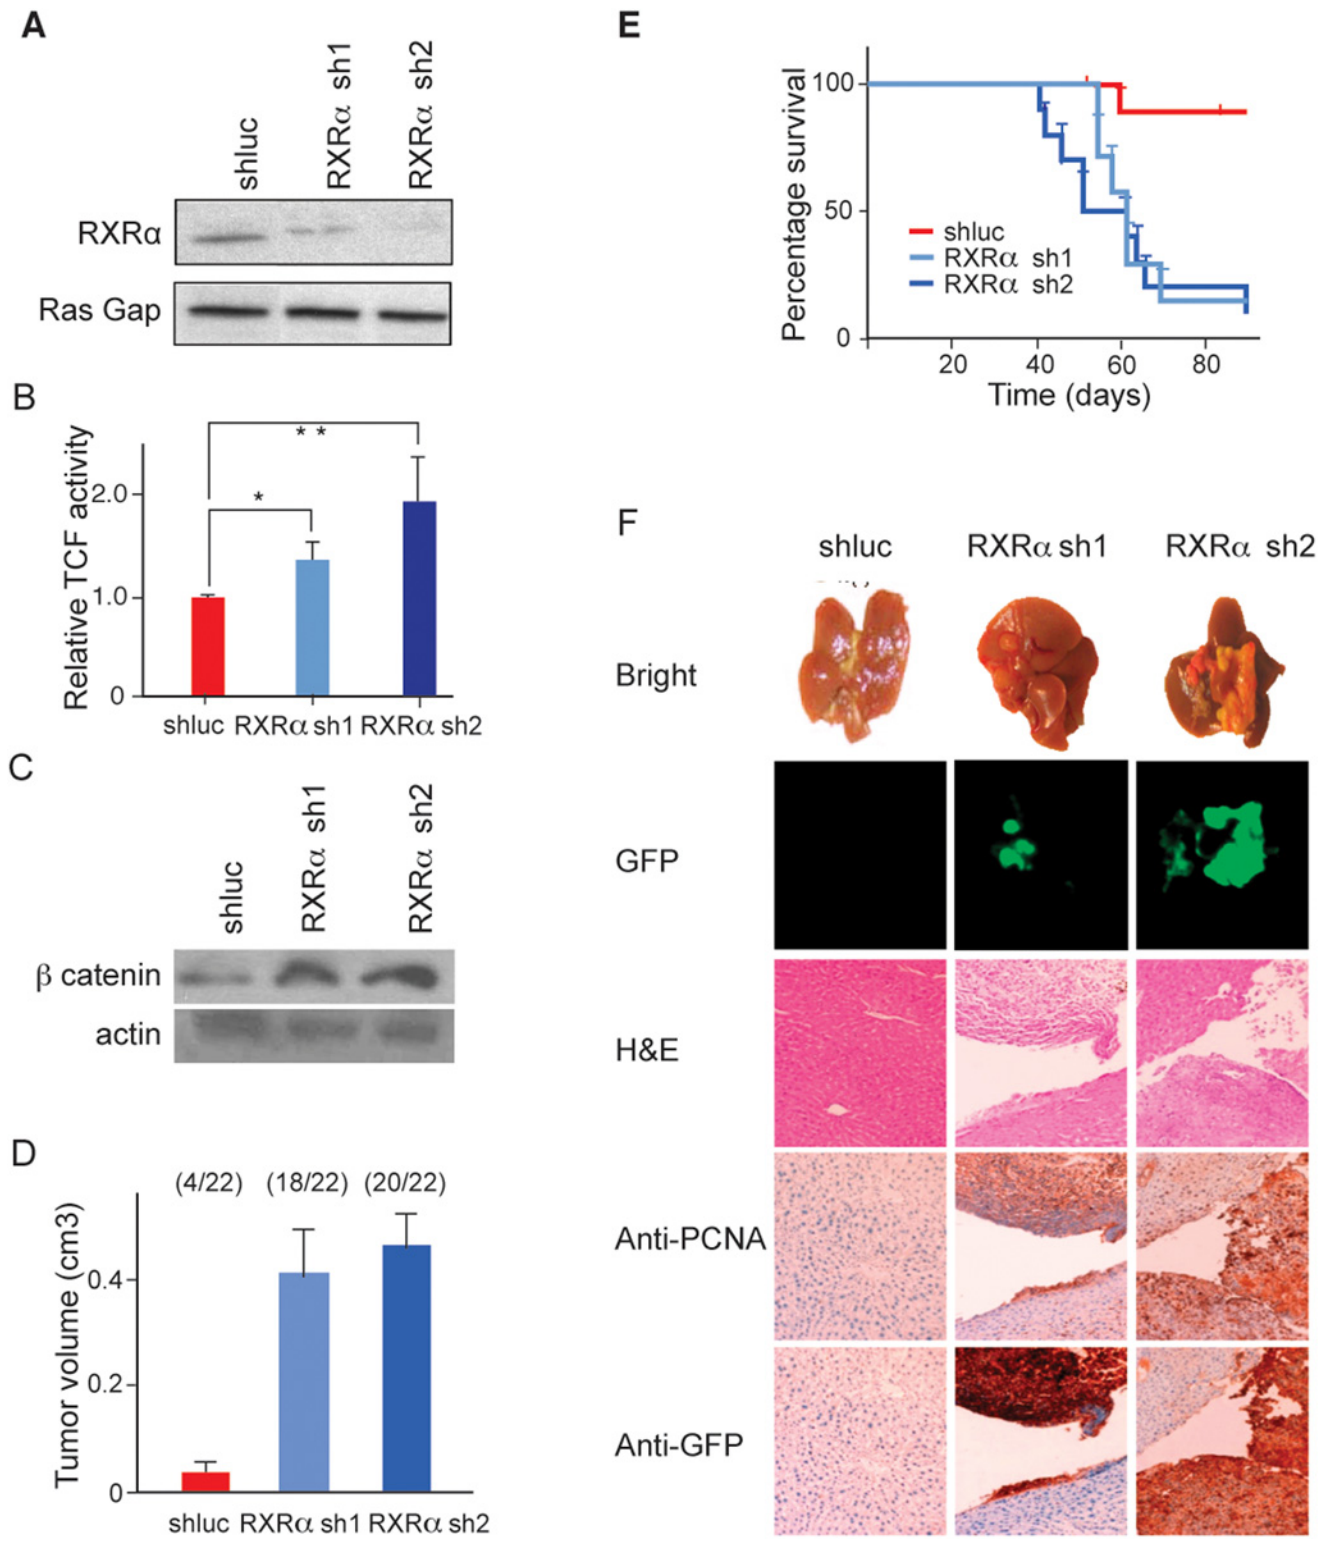 A
shluc
RXRα sh1
RXRα sh2
RXRα
Ras Gap
B
Relative TCF activity
2.0
1.0
0
* *
*
shluc RXRα sh1 RXRα sh2
C
shluc
RXRα sh1
RXRα sh2
β catenin
actin
D
(4/22) (18/22) (20/22)
Tumor volume (cm3)
0.4
0.2
0
shluc RXRα sh1 RXRα sh2
E
Percentage survival
100
50
0
shluc
RXRα sh1
RXRα sh2
20 40 60 80
Time (days)
F
shluc RXRα sh1 RXRα sh2
Bright
GFP
H&E
Anti-PCNA
Anti-GFP